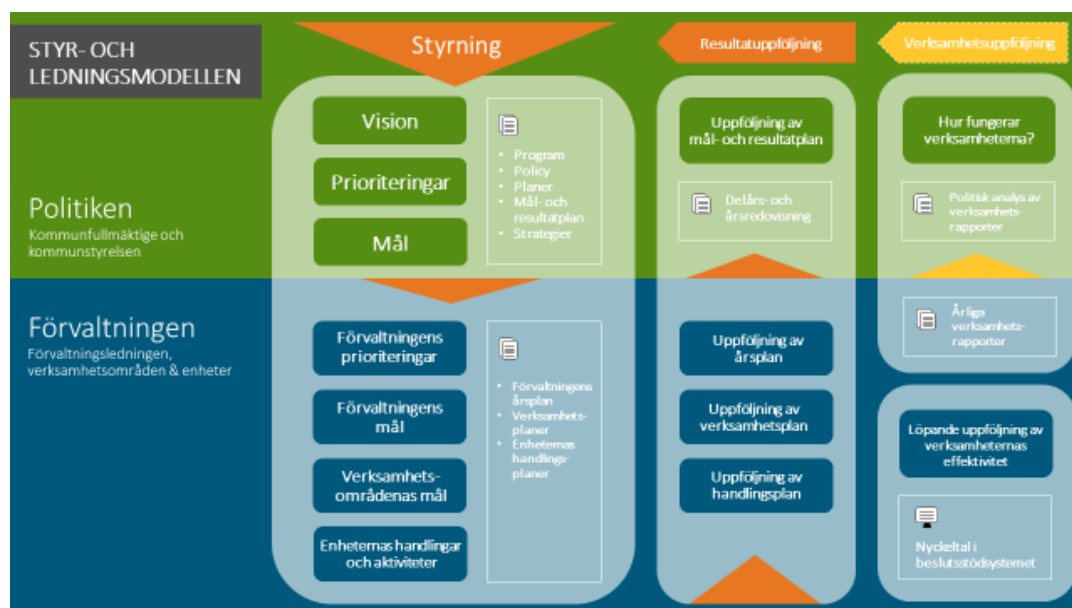 STYR- OCH
LEDNINGSMODELLEN
Styrning
Resultatuppföljning
Verksamhetsuppföljning
Politiken
Kommunfullmäktige och
kommunstyrelsen
Vision
Prioriteringar
Mål
• Program
• Policy
• Planer
• Mål- och
resultatplan
• Strategier
Uppföljning av
mål- och resultatplan
Delårs- och
årsredovisning
Hur fungerar
verksamheterna?
Politisk analys av
verksamhets-
rapporter
Förvaltningen
Förvaltningsledningen,
verksamhetsområden & enheter
Förvaltningens
prioriteringar
Förvaltningens
mål
Verksamhets-
områdenas mål
Enheternas handlingar
och aktiviteter
• Förvaltningens
årsplan
• Verksamhets-
planer
• Enheternas
handlings-
planer
Uppföljning av
årsplan
Uppföljning av
verksamhetsplan
Uppföljning av
handlingsplan
Årliga
verksamhets-
rapporter
Löpande uppföljning av
verksamheternas
effektivitet
Nyckeltal i
beslutsstödsystemet